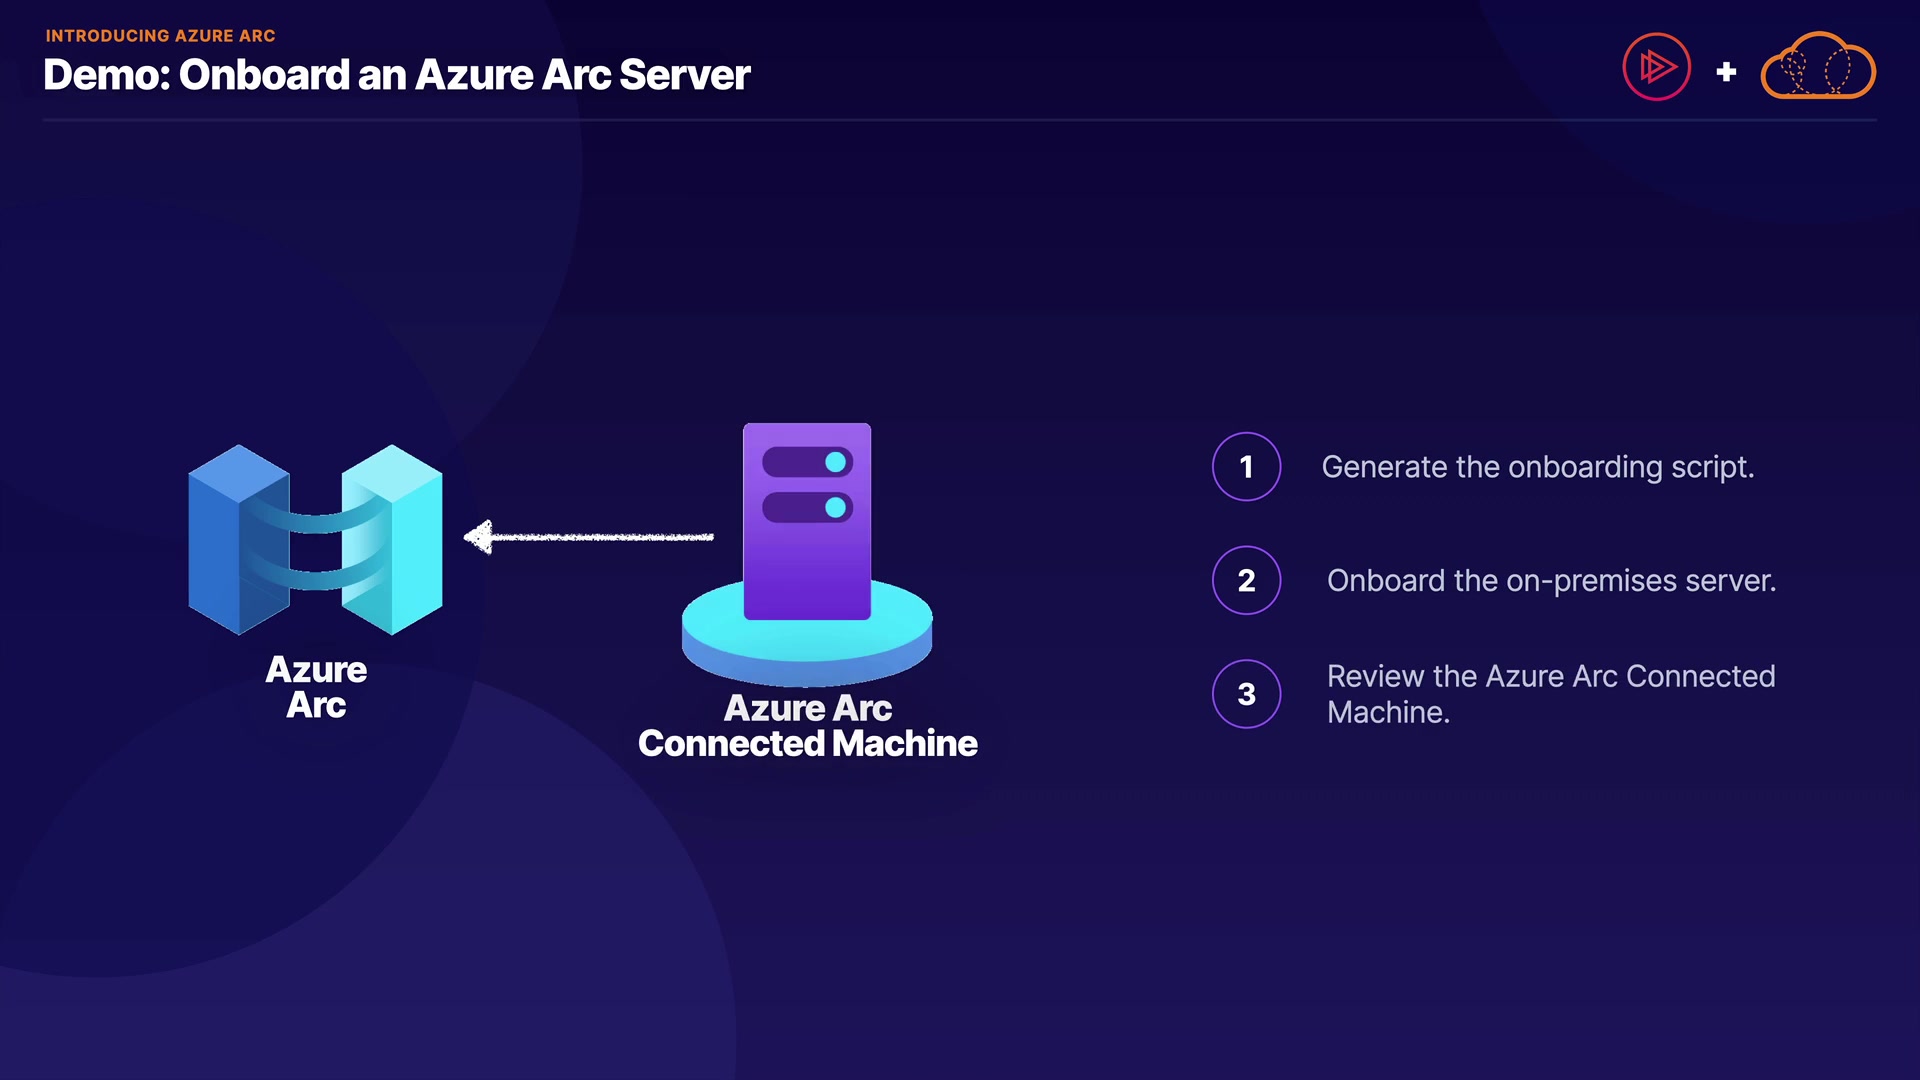 INTRODUCING AZURE ARC
Demo: Onboard an Azure Arc Server
+
Azure
Arc
Azure Arc
Connected Machine
1
Generate the onboarding script.
2
Onboard the on-premises server.
3
Review the Azure Arc Connected
Machine.